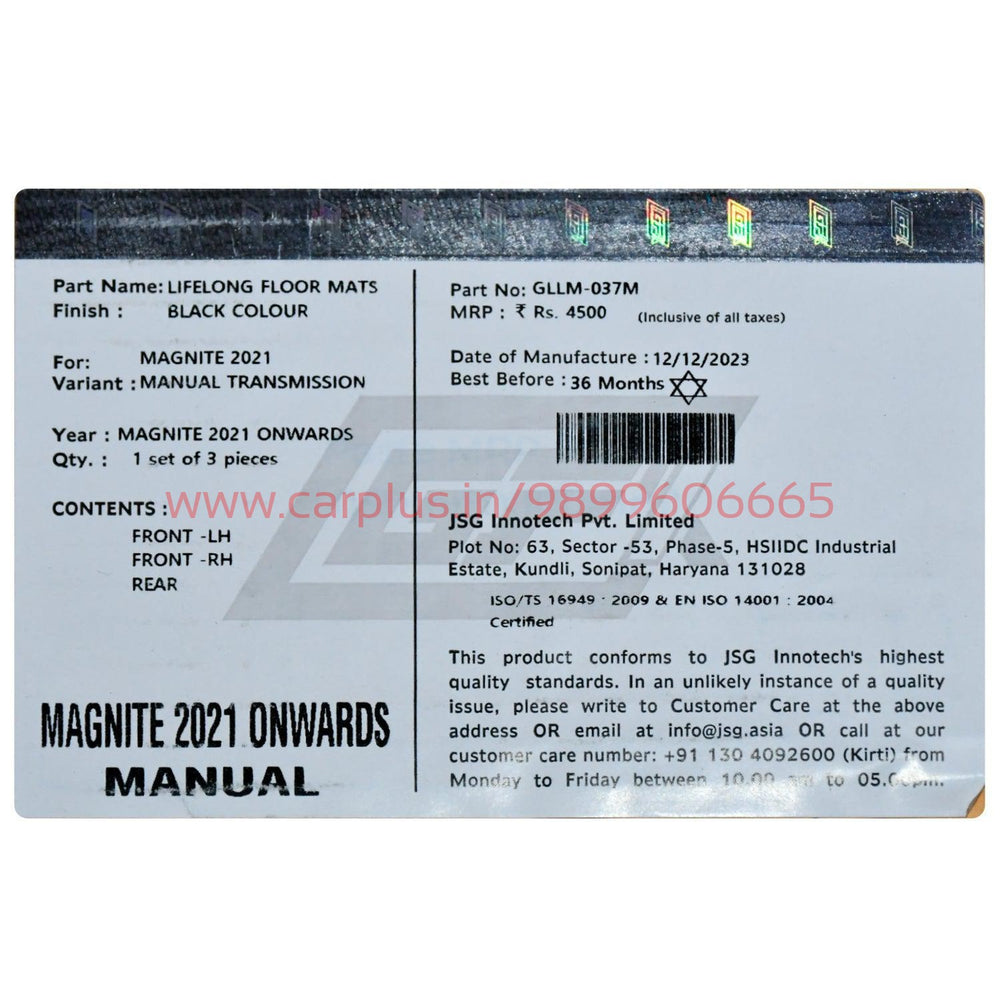 Part Name: LIFELONG FLOOR MATS
Finish : BLACK COLOUR
For: MAGNITE 2021
Variant : MANUAL TRANSMISSION
Year : MAGNITE 2021 ONWARDS
Qty. : 1 set of 3 pieces
CONTENTS :
FRONT -LH
FRONT -RH
REAR
MAGNITE 2021 ONWARDS
MANUAL
Part No: GLLM-037M
MRP : ₹ Rs. 4500 (Inclusive of all taxes)
Date of Manufacture : 12/12/2023
Best Before : 36 Months
www.carplus.in/9899606665
JSG Innotech Pvt. Limited
Plot No: 63, Sector -53, Phase-5, HSIIDC Industrial
Estate, Kundli, Sonipat, Haryana 131028
ISO/TS 16949 : 2009 & EN ISO 14001 : 2004
Certified
This product conforms to JSG Innotech's highest
quality standards. In an unlikely instance of a quality
issue, please write to Customer Care at the above
address OR email at info@jsg.asia OR call at our
customer care number: +91 130 4092600 (Kirti) from
Monday to Friday between 10.00 am to 05.00pm.